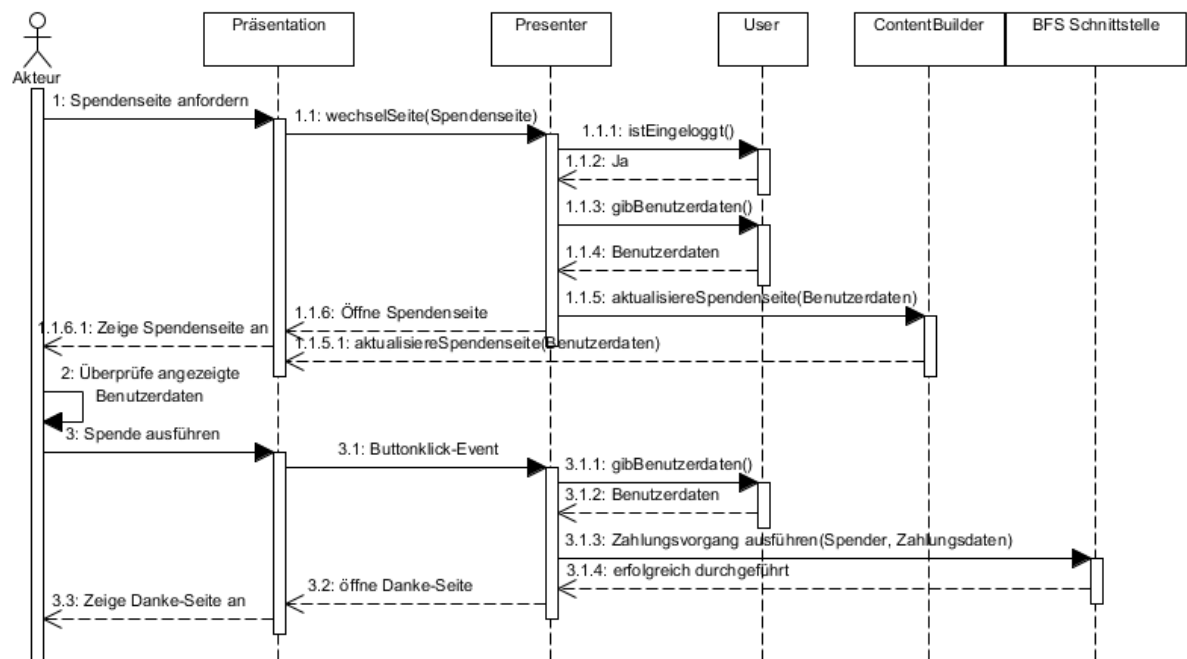 Präsentation
Presenter
User
ContentBuilder
BFS Schnittstelle
Akteur
1: Spendenseite anfordern
1.1: wechselSeite(Spendenseite)
1.1.1: istEingeloggt()
1.1.2: Ja
1.1.3: gibBenutzerdaten()
1.1.4: Benutzerdaten
1.1.5: aktualisiereSpendenseite(Benutzerdaten)
1.1.6: Öffne Spendenseite
1.1.6.1: Zeige Spendenseite an
1.1.5.1: aktualisiereSpendenseite(Benutzerdaten)
2: Überprüfe angezeigte
Benutzerdaten
3: Spende ausführen
3.1: Buttonklick-Event
3.1.1: gibBenutzerdaten()
3.1.2: Benutzerdaten
3.1.3: Zahlungsvorgang ausführen(Spender, Zahlungsdaten)
3.1.4: erfolgreich durchgeführt
3.2: öffne Danke-Seite
3.3: Zeige Danke-Seite an